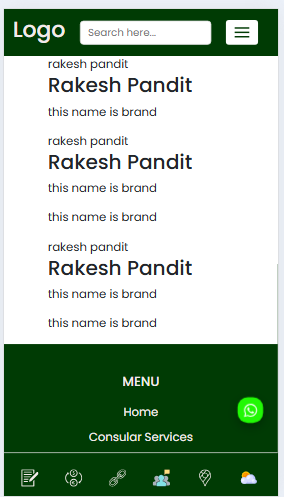 Logo
Search here...
rakesh pandit
Rakesh Pandit
this name is brand
rakesh pandit
Rakesh Pandit
this name is brand
this name is brand
rakesh pandit
Rakesh Pandit
this name is brand
this name is brand
MENU
Home
Consular Services